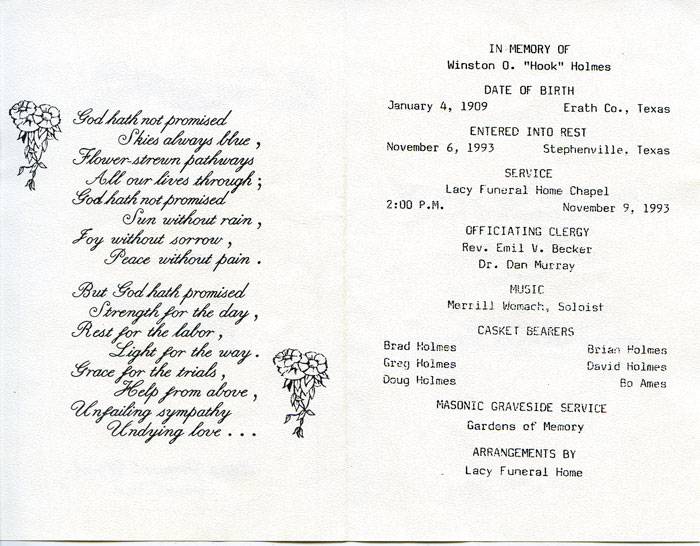 God hath not promised
Skies always blue,
Flower-strewn pathways
All our lives through;
God hath not promised
Sun without rain,
Joy without sorrow,
Peace without pain.
But God hath promised
Strength for the day,
Rest for the labor,
Light for the way.
Grace for the trials,
Help from above,
Unfailing sympathy
Undying love...
IN MEMORY OF
Winston O. "Hook" Holmes
DATE OF BIRTH
January 4, 1909 Erath Co., Texas
ENTERED INTO REST
November 6, 1993 Stephenville. Texas
SERVICE
Lacy Funeral Home Chapel
2:00 P.M. November 9, 1993
OFFICIATING CLERGY
Rev. Emil V. Becker
Dr. Dan Murray
MUSIC
Merrill Womach, Soloist
CASKET BEARERS
Brad Holmes Brian Holmes
Greg Holmes David Holmes
Doug Holmes Bo Ames
MASONIC GRAVESIDE SERVICE
Gardens of Memory
ARRANGEMENTS BY
Lacy Funeral Home